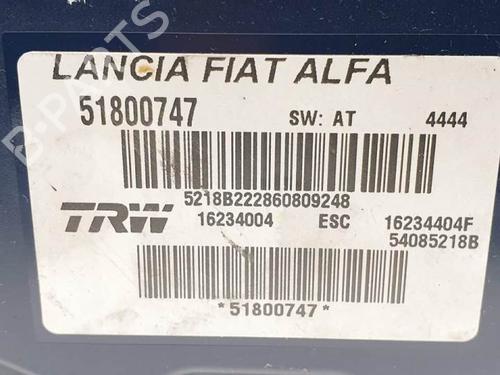 LANCIA FIAT ALFA
51800747 SW: AT 4444
5218B222860809248
TRW 16234004 ESC 16234404F
54085218B
*51800747*
B-PARTS